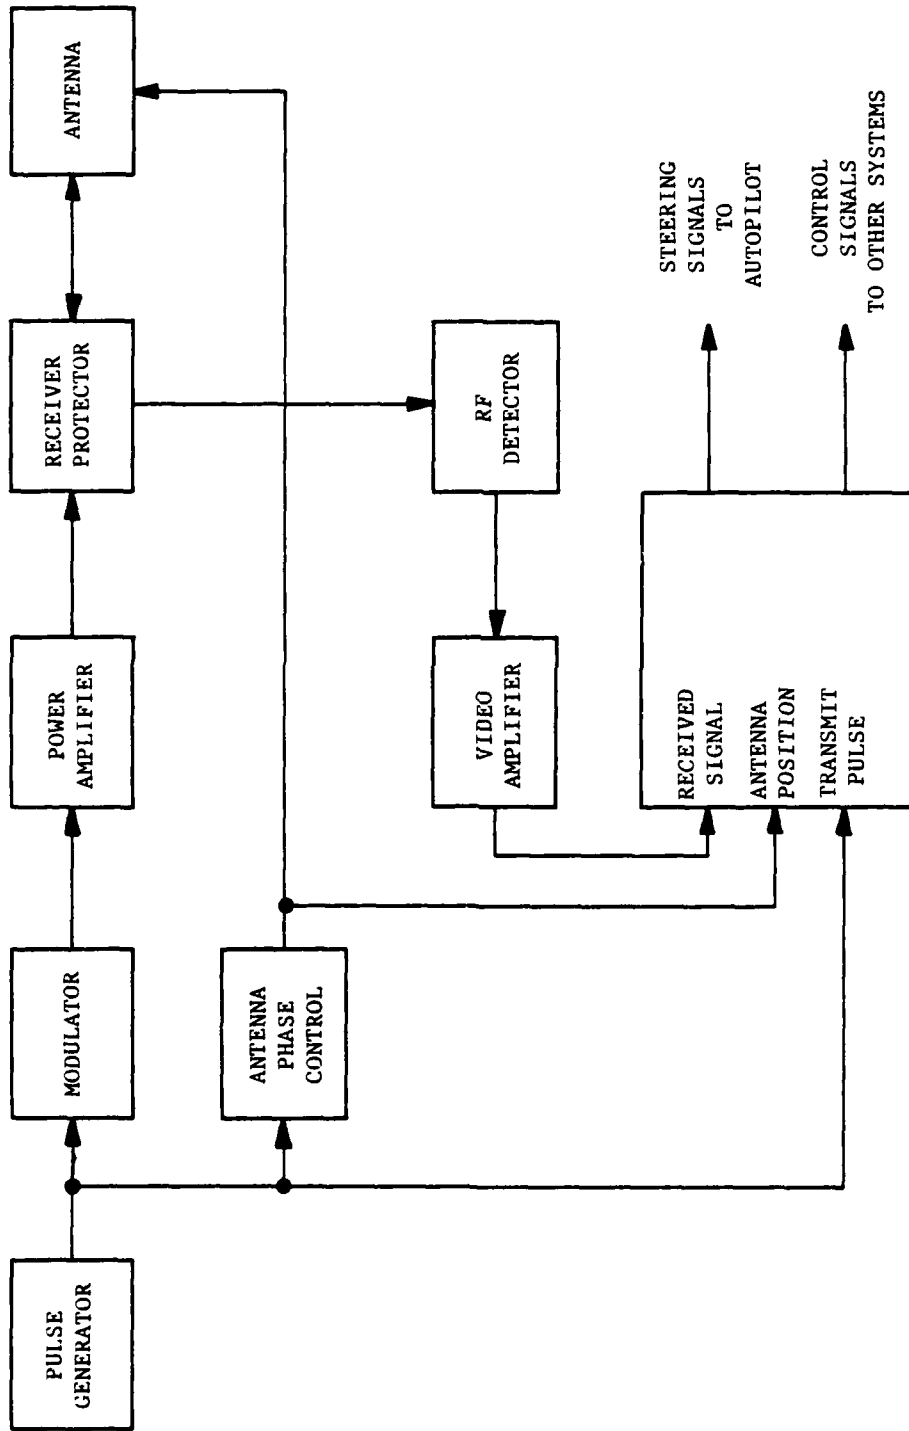 PULSE
GENERATOR
MODULATOR
POWER
AMPLIFIER
RECEIVER
PROTECTOR
ANTENNA
ANTENNA
PHASE
CONTROL
VIDEO
AMPLIFIER
RF
DETECTOR
RECEIVED
SIGNAL
ANTENNA
POSITION
TRANSMIT
PULSE
STEERING
SIGNALS
TO
AUTOPILOT
CONTROL
SIGNALS
TO OTHER SYSTEMS